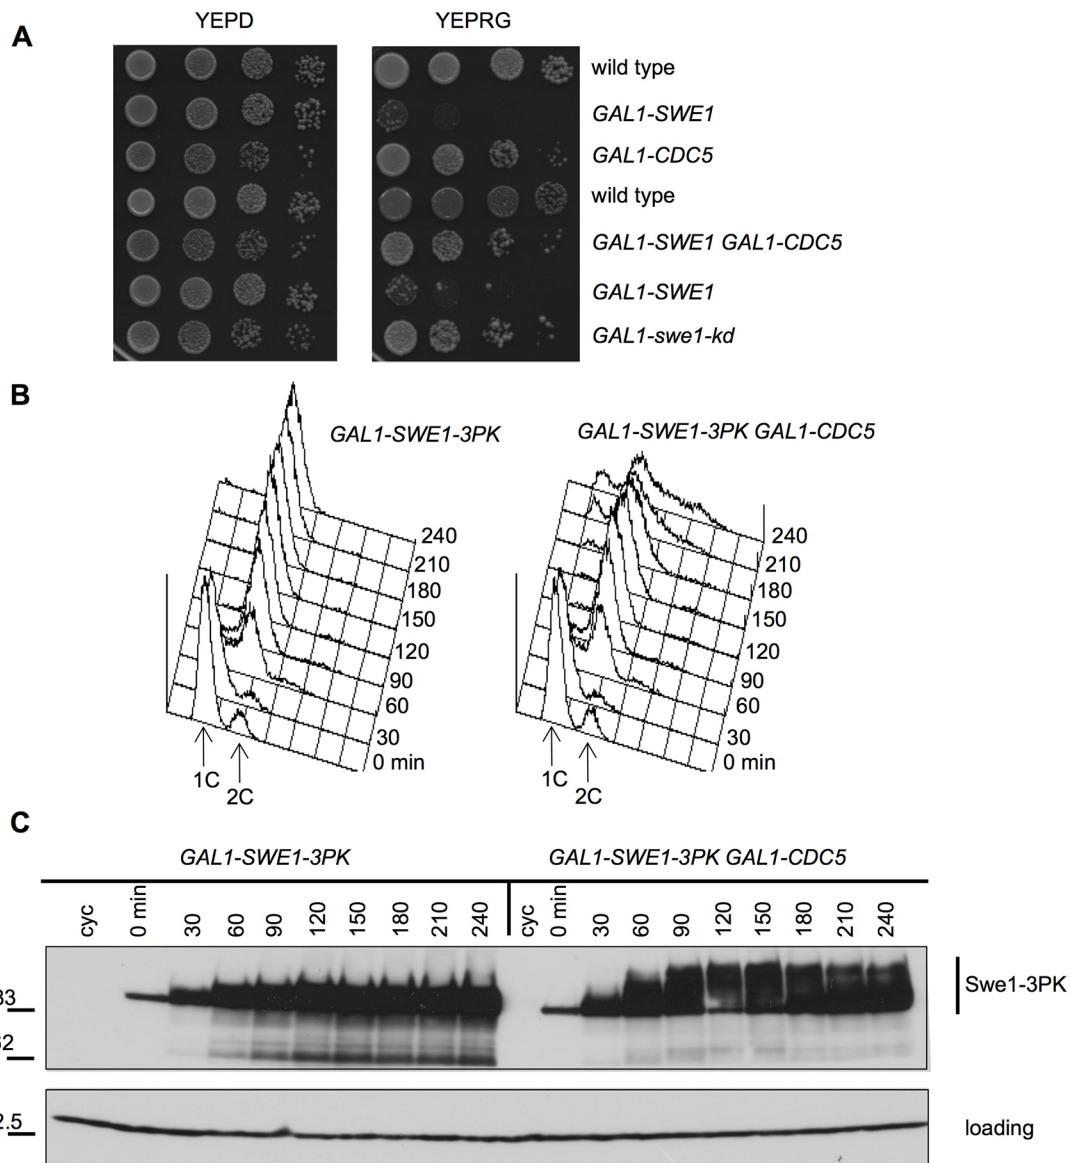 A
YEPD YEPRG
wild type
GAL1-SWE1
GAL1-CDC5
wild type
GAL1-SWE1 GAL1-CDC5
GAL1-SWE1
GAL1-swe1-kd
B
GAL1-SWE1-3PK GAL1-SWE1-3PK GAL1-CDC5
240 240
210 210
180 180
150 150
120 120
90 90
60 60
30 30
0 min 0 min
1C 1C
2C 2C
C
GAL1-SWE1-3PK GAL1-SWE1-3PK GAL1-CDC5
cyc 0 min 30 60 90 120 150 180 210 240 cyc 0 min 30 60 90 120 150 180 210 240
Swe1-3PK
2.5
loading